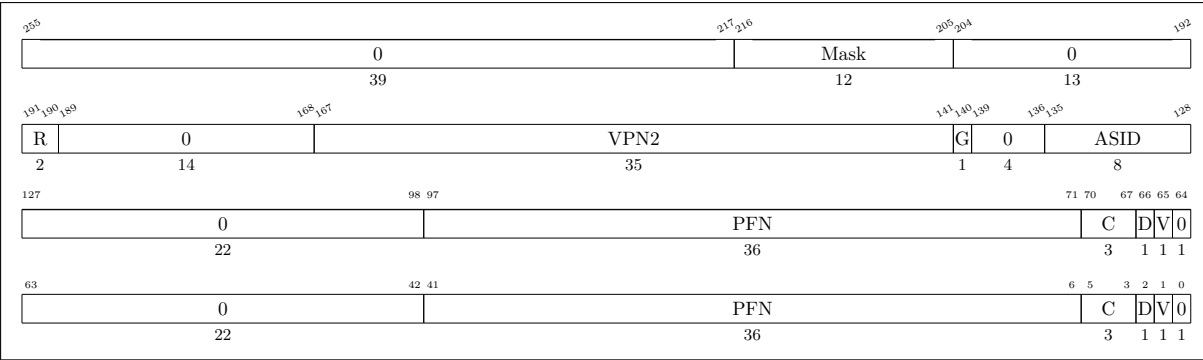 255 217 216 205 204 192
0 Mask 0
39 12 13
191 190 189 168 167 141 140 139 136 135 128
R 0 VPN2 G 0 ASID
2 14 35 1 4 8
127 98 97 71 70 67 66 65 64
0 PFN C D V 0
22 36 3 1 1 1
63 42 41 6 5 3 2 1 0
0 PFN C D V 0
22 36 3 1 1 1